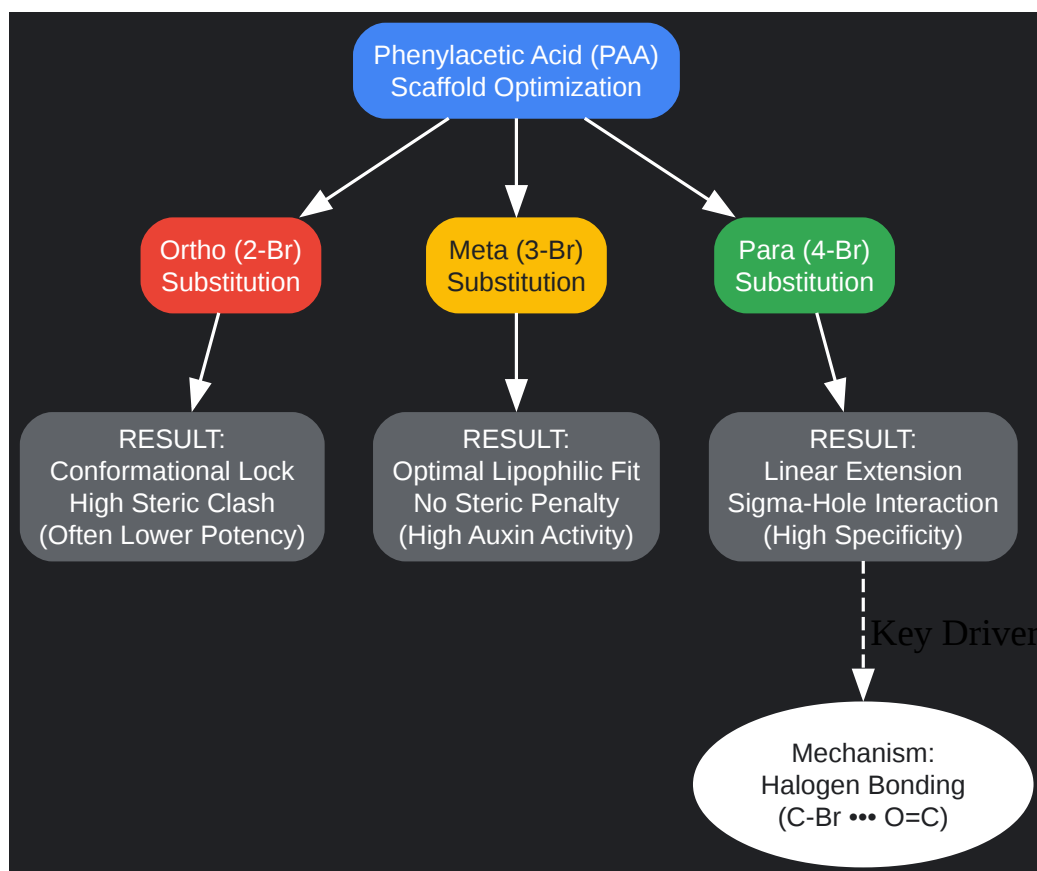 Phenylacetic Acid (PAA)
Scaffold Optimization
Ortho (2-Br)
Substitution
Meta (3-Br)
Substitution
Para (4-Br)
Substitution
RESULT:
Conformational Lock
High Steric Clash
(Often Lower Potency)
RESULT:
Optimal Lipophilic Fit
No Steric Penalty
(High Auxin Activity)
RESULT:
Linear Extension
Sigma-Hole Interaction
(High Specificity)
Key Driver
Mechanism:
Halogen Bonding
(C-Br ••• O=C)